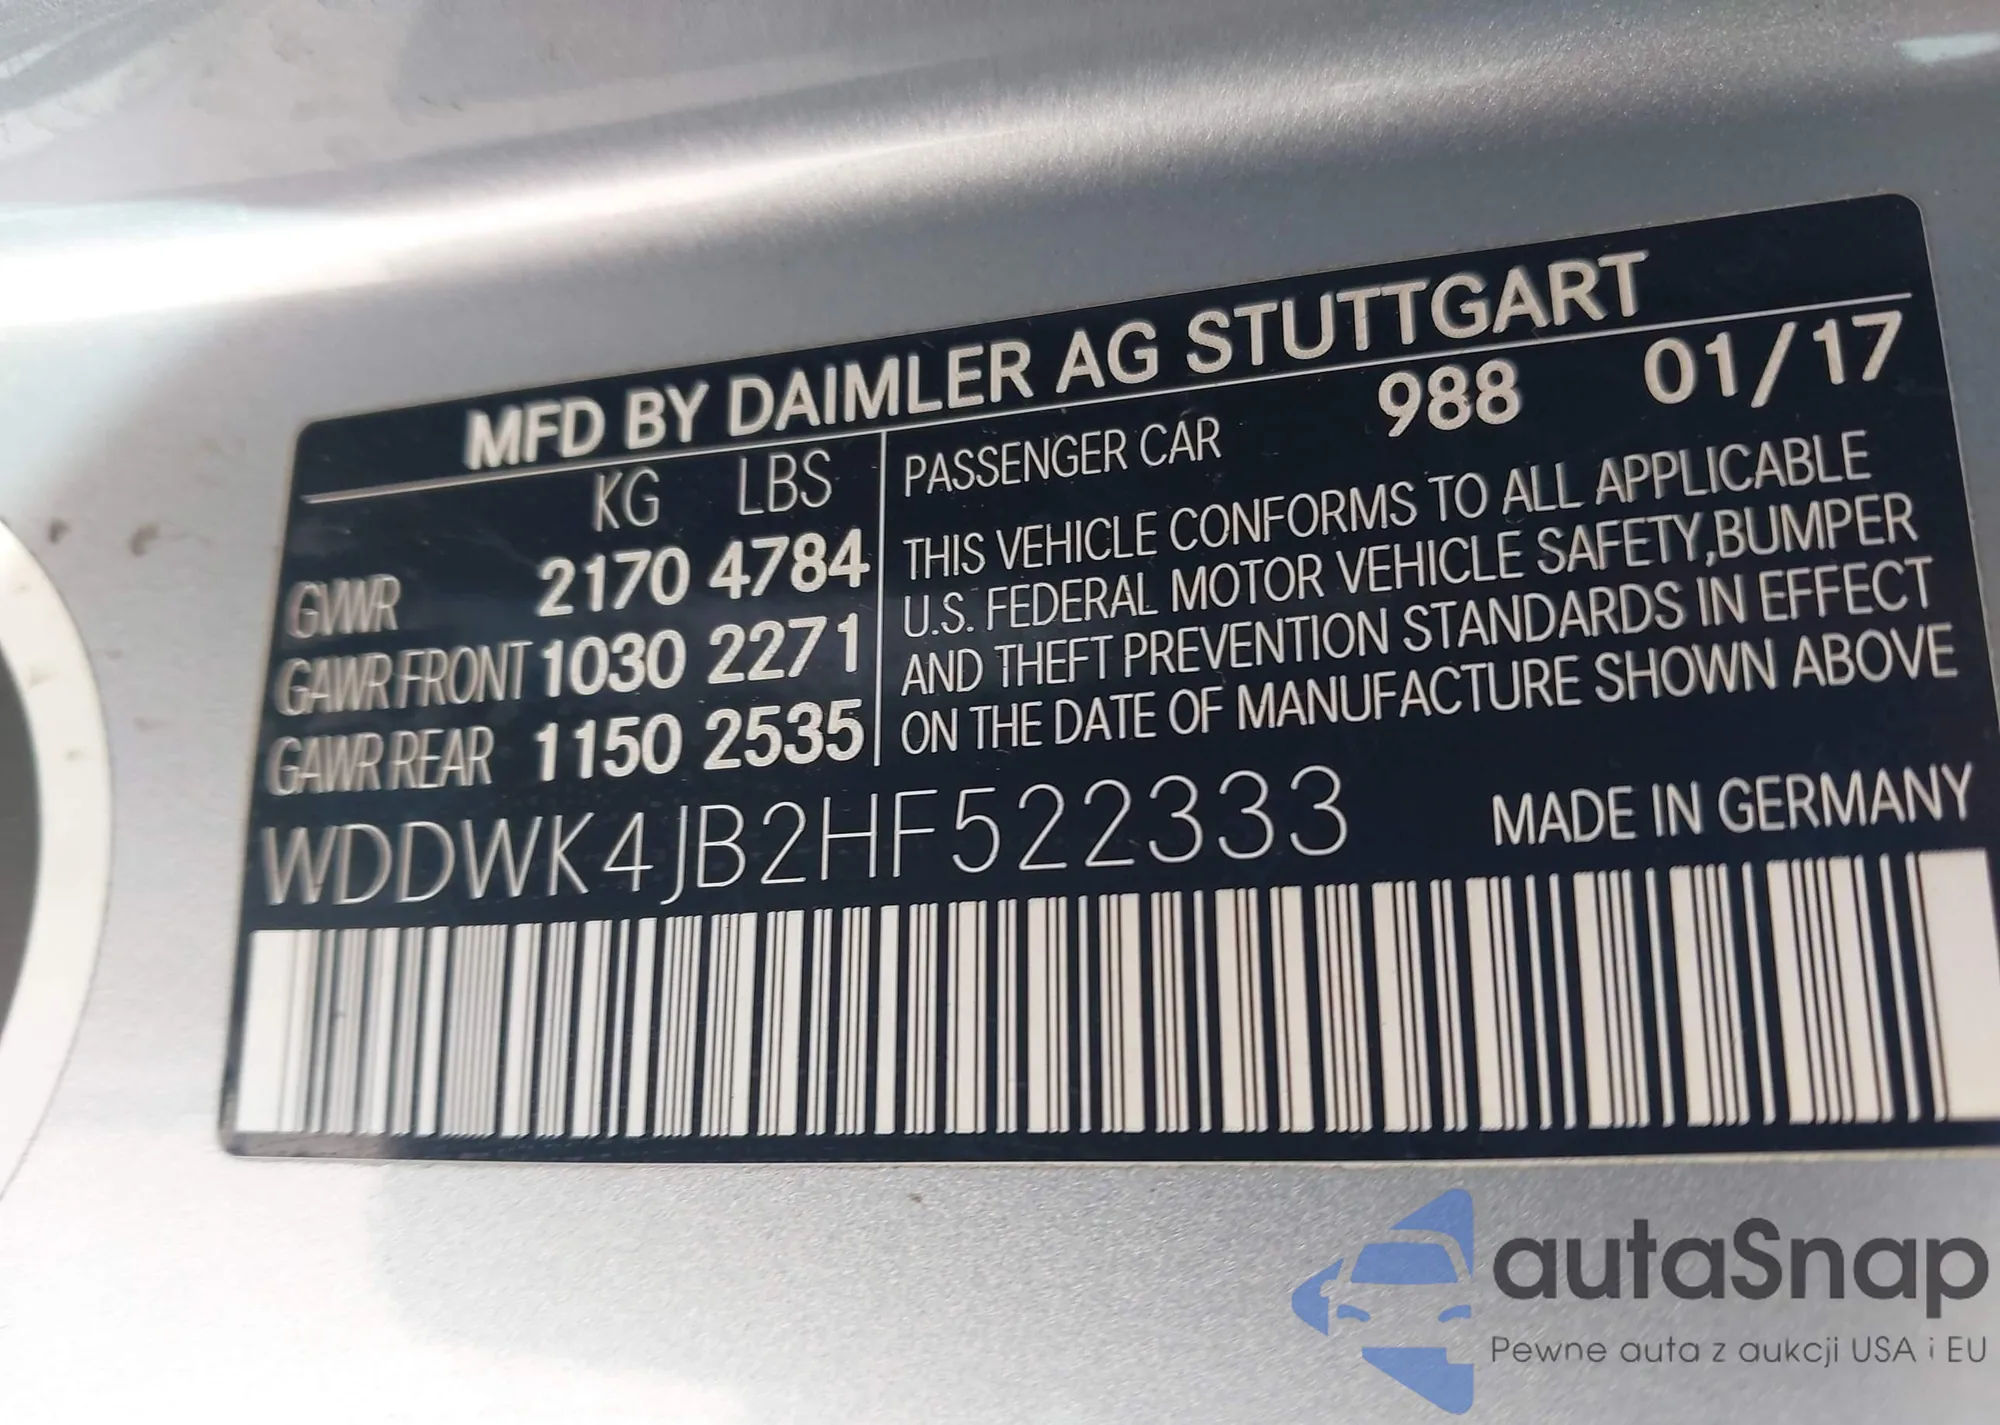 MFD BY DAIMLER AG STUTTGART
KG LBS
GVWR 2170 4784
GAWR FRONT 1030 2271
GAWR REAR 1150 2535
PASSENGER CAR 988 01/17
THIS VEHICLE CONFORMS TO ALL APPLICABLE
U.S. FEDERAL MOTOR VEHICLE SAFETY,BUMPER
AND THEFT PREVENTION STANDARDS IN EFFECT
ON THE DATE OF MANUFACTURE SHOWN ABOVE
WDDWK4JB2HF522333 MADE IN GERMANY
autaSnap
Pewne auta z aukcji USA i EU